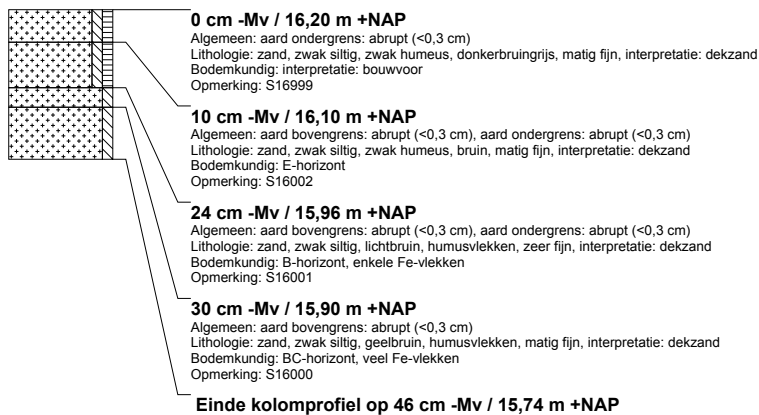 0 cm -Mv / 16,20 m +NAP
Algemeen: aard ondergrens: abrupt (<0,3 cm)
Lithologie: zand, zwak siltig, zwak humeus, donkerbruingrijs, matig fijn, interpretatie: dekzand
Bodemkundig: interpretatie: bouwvoor
Opmerking: S16999
10 cm -Mv / 16,10 m +NAP
Algemeen: aard bovengrens: abrupt (<0,3 cm), aard ondergrens: abrupt (<0,3 cm)
Lithologie: zand, zwak siltig, zwak humeus, bruin, matig fijn, interpretatie: dekzand
Bodemkundig: E-horizont
Opmerking: S16002
24 cm -Mv / 15,96 m +NAP
Algemeen: aard bovengrens: abrupt (<0,3 cm), aard ondergrens: abrupt (<0,3 cm)
Lithologie: zand, zwak siltig, lichtbruin, humusvlekken, zeer fijn, interpretatie: dekzand
Bodemkundig: B-horizont, enkele Fe-vlekken
Opmerking: S16001
30 cm -Mv / 15,90 m +NAP
Algemeen: aard bovengrens: abrupt (<0,3 cm)
Lithologie: zand, zwak siltig, geelbruin, humusvlekken, matig fijn, interpretatie: dekzand
Bodemkundig: BC-horizont, veel Fe-vlekken
Opmerking: S16000
Einde kolomprofiel op 46 cm -Mv / 15,74 m +NAP